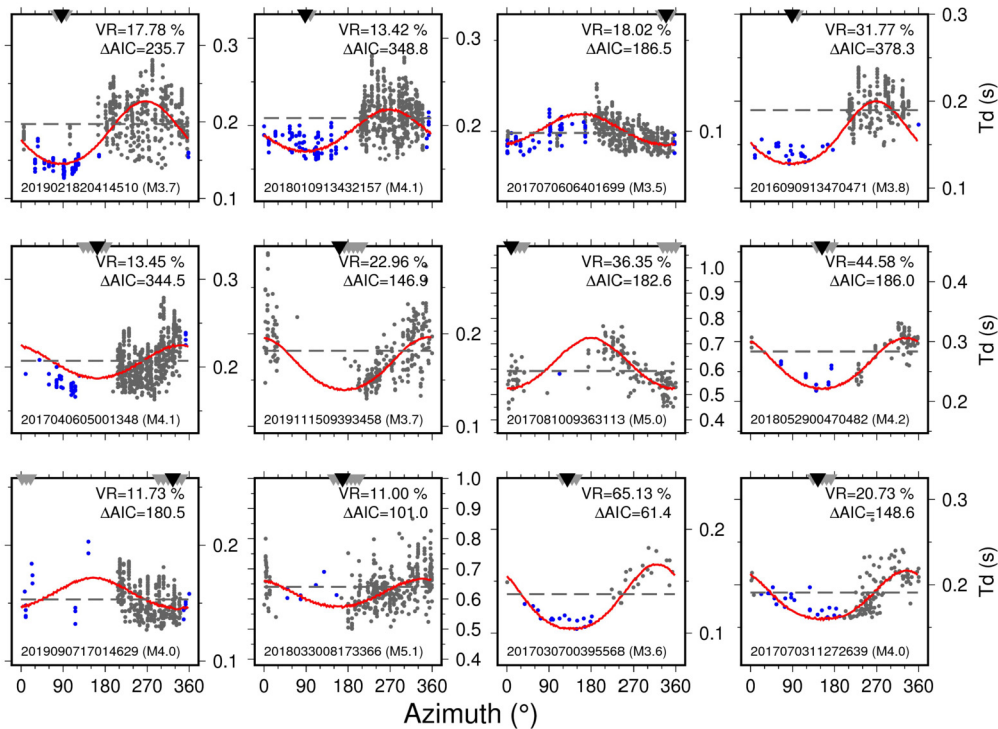 VR=17.78 %
ΔAIC=235.7
2019021820414510 (M3.7)
0.3
0.2
0.1
VR=13.42 %
ΔAIC=348.8
2018010913432157 (M4.1)
0.3
0.2
VR=18.02 %
ΔAIC=186.5
2017070606401699 (M3.5)
0.1
VR=31.77 %
ΔAIC=378.3
2016090913470471 (M3.8)
0.3
0.2
0.1
Td (s)
VR=13.45 %
ΔAIC=344.5
2017040605001348 (M4.1)
0.3
0.2
VR=22.96 %
ΔAIC=146.9
2019111509393458 (M3.7)
0.2
0.1
VR=36.35 %
ΔAIC=182.6
20170810093631​13 (M5.0)
1.0
0.9
0.8
0.7
0.6
0.5
0.4
VR=44.58 %
ΔAIC=186.0
2018052900470482 (M4.2)
0.4
0.3
0.2
Td (s)
VR=11.73 %
ΔAIC=180.5
2019090717014629 (M4.0)
0.2
0.1
VR=11.00 %
ΔAIC=101.0
20180330081733​66 (M5.1)
1.0
0.9
0.8
0.7
0.6
0.5
0.4
VR=65.13 %
ΔAIC=61.4
20170307003955​68 (M3.6)
0.2
0.1
VR=20.73 %
ΔAIC=148.6
20170703112726​39 (M4.0)
0.3
0.2
0.1
Td (s)
0 90 180 270 360
0 90 180 270 360
0 90 180 270 360
0 90 180 270 360
Azimuth (°)